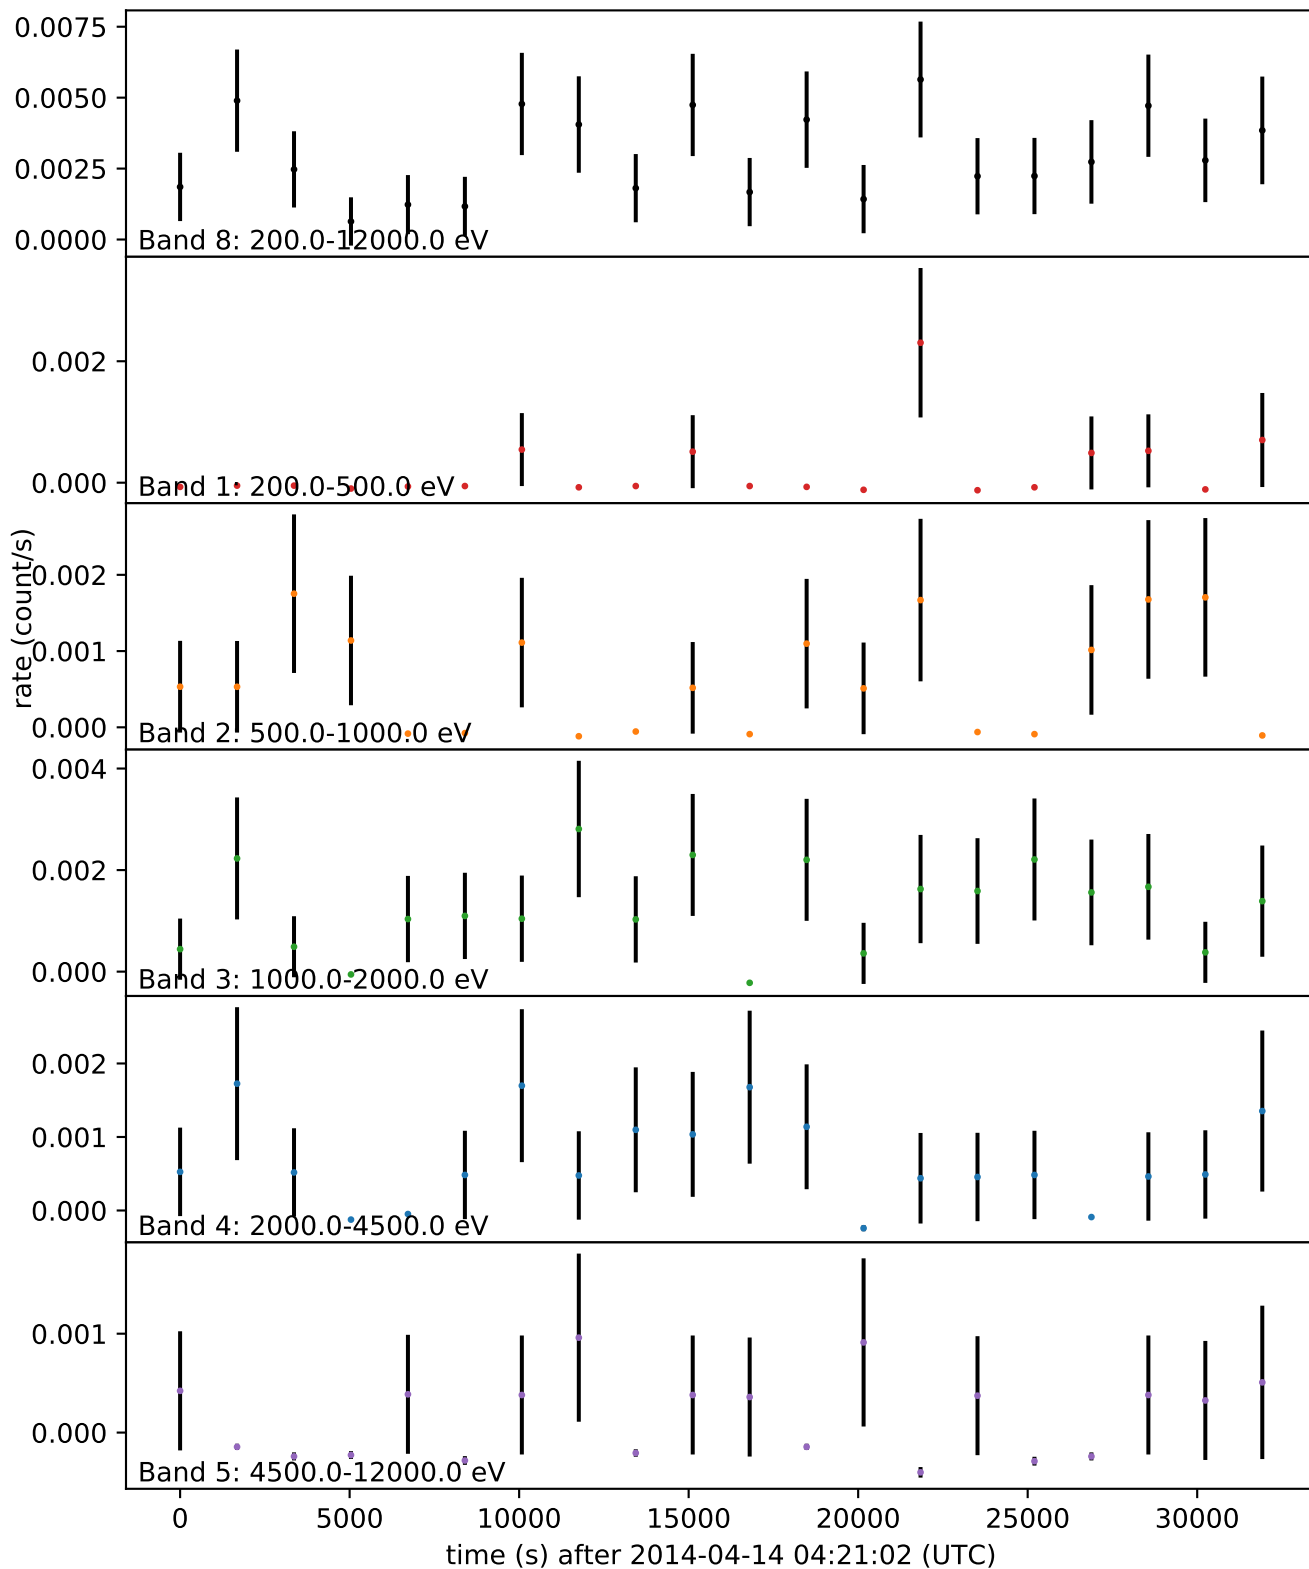 0.0075
0.0050
0.0025
0.0000
Band 8: 200.0-12000.0 eV
0.002
0.000
Band 1: 200.0-500.0 eV
rate (count/s)
0.002
0.001
0.000
Band 2: 500.0-1000.0 eV
0.004
0.002
0.000
Band 3: 1000.0-2000.0 eV
0.002
0.001
0.000
Band 4: 2000.0-4500.0 eV
0.001
0.000
Band 5: 4500.0-12000.0 eV
0 5000 10000 15000 20000 25000 30000
time (s) after 2014-04-14 04:21:02 (UTC)